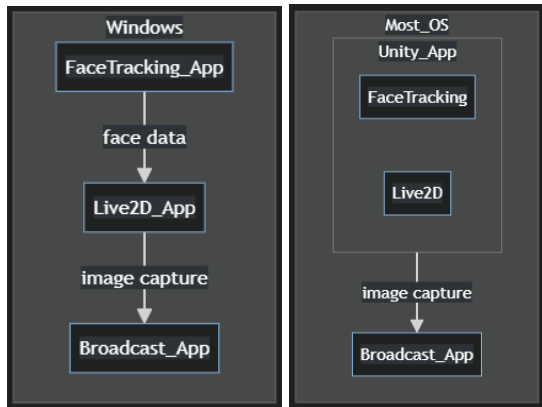 Windows
FaceTracking_App
face data
Live2D_App
image capture
Broadcast_App
Most_OS
Unity_App
FaceTracking
Live2D
image capture
Broadcast_App